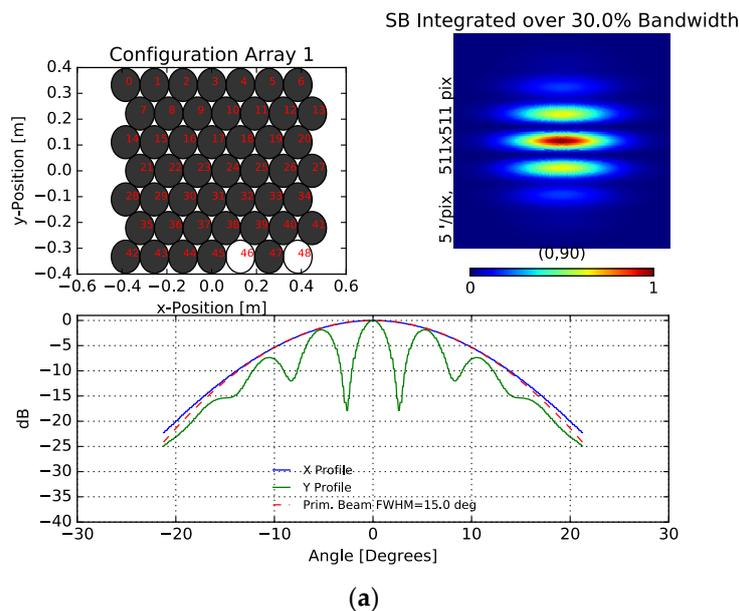 SB Integrated over 30.0% Bandwidth
Configuration Array 1
y-Position [m]
0.4
0.3
0.2
0.1
0.0
−0.1
−0.2
−0.3
−0.4
0 1 2 3 4 5 6
7 8 9 10 11 12 13
14 15 16 17 18 19 20
21 22 23 24 25 26 27
28 29 30 31 32 33 34
35 36 37 38 39 40 41
42 43 44 45 46 47 48
−0.6 −0.4 −0.2 0.0 0.2 0.4 0.6
x-Position [m]
5 '/pix, 511x511 pix
(0,90)
0 1
dB
0
−5
−10
−15
−20
−25
−30
−35
−40
X Profile
Y Profile
Prim. Beam FWHM=15.0 deg
−30 −20 −10 0 10 20 30
Angle [Degrees]
(a)